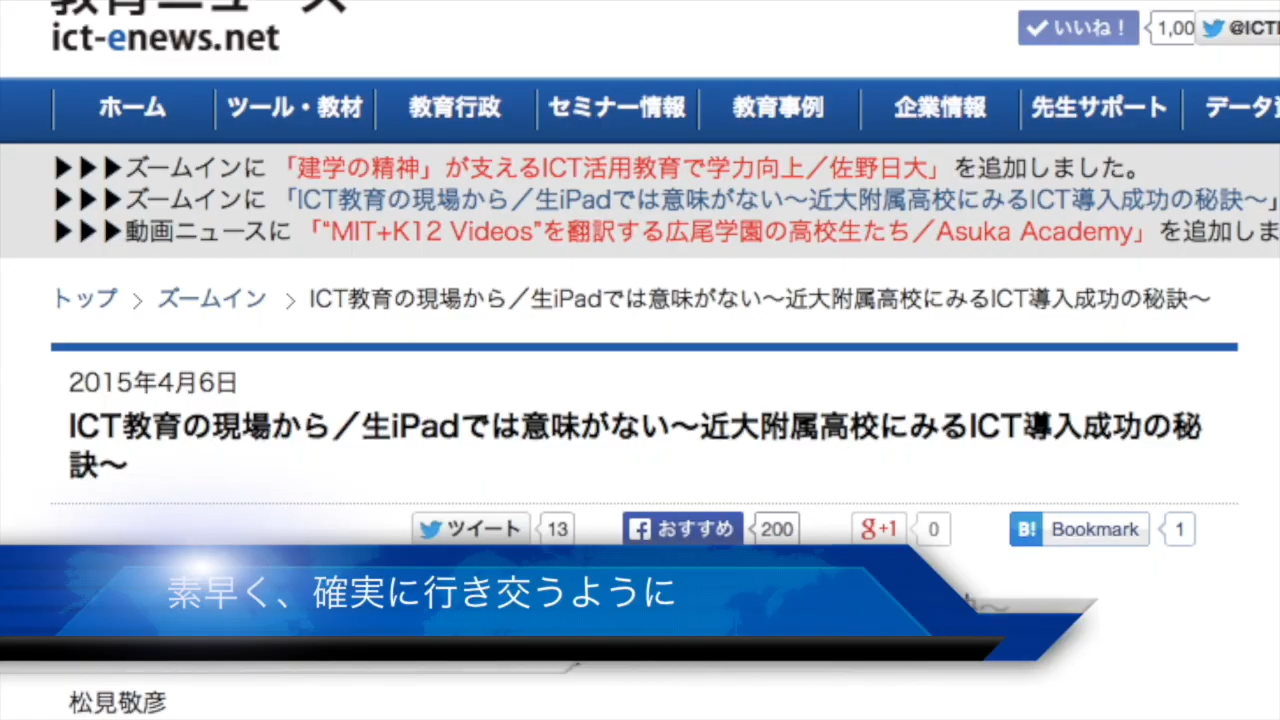 教育ニュース
ict-enews.net
いいね！ 1,00 @ICTE
ホーム ツール・教材 教育行政 セミナー情報 教育事例 企業情報 先生サポート データ
▶▶▶ズームインに 「建学の精神」が支えるICT活用教育で学力向上／佐野日大」 を追加しました。
▶▶▶ズームインに 「ICT教育の現場から／生iPadでは意味がない〜近大附属高校にみるICT導入成功の秘訣〜」
▶▶▶動画ニュースに 「“MIT+K12 Videos”を翻訳する広尾学園の高校生たち／Asuka Academy」 を追加しま
トップ > ズームイン > ICT教育の現場から／生iPadでは意味がない〜近大附属高校にみるICT導入成功の秘訣〜
2015年4月6日
ICT教育の現場から／生iPadでは意味がない〜近大附属高校にみるICT導入成功の秘
訣〜
ツイート 13 おすすめ 200 g+1 0 B! Bookmark 1
素早く、確実に行き交うように
松見敬彦